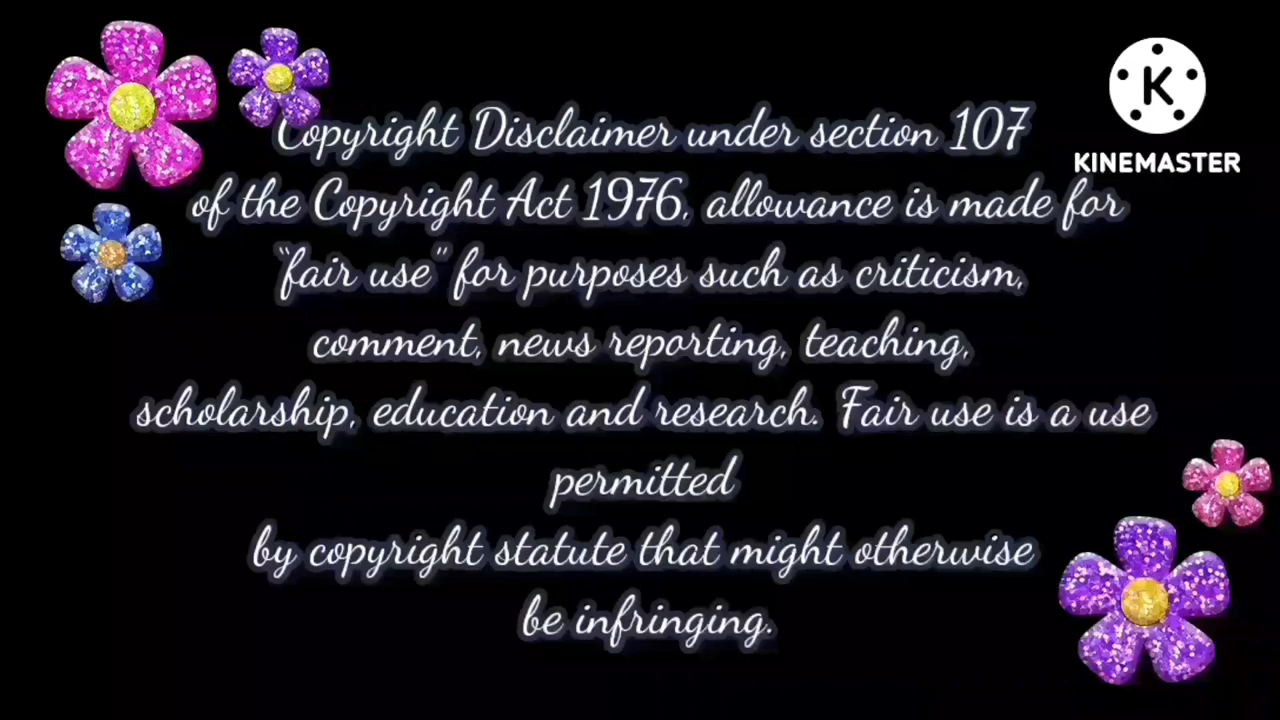 Copyright Disclaimer under section 107
of the Copyright Act 1976, allowance is made for
“fair use” for purposes such as criticism,
comment, news reporting, teaching,
scholarship, education and research. Fair use is a use
permitted
by copyright statute that might otherwise
be infringing.
K
KINEMASTER